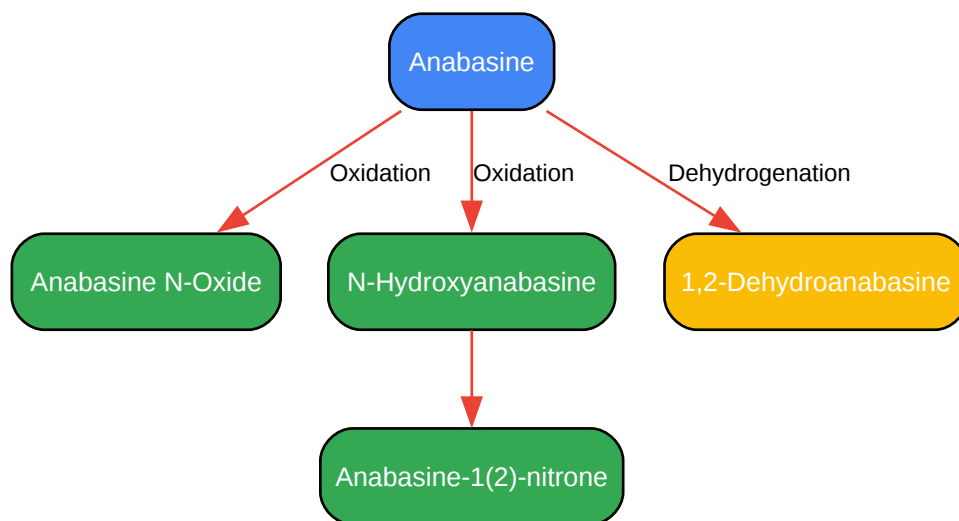 Anabasine
Oxidation
Oxidation
Dehydrogenation
Anabasine N-Oxide
N-Hydroxyanabasine
1,2-Dehydroanabasine
Anabasine-1(2)-nitrone